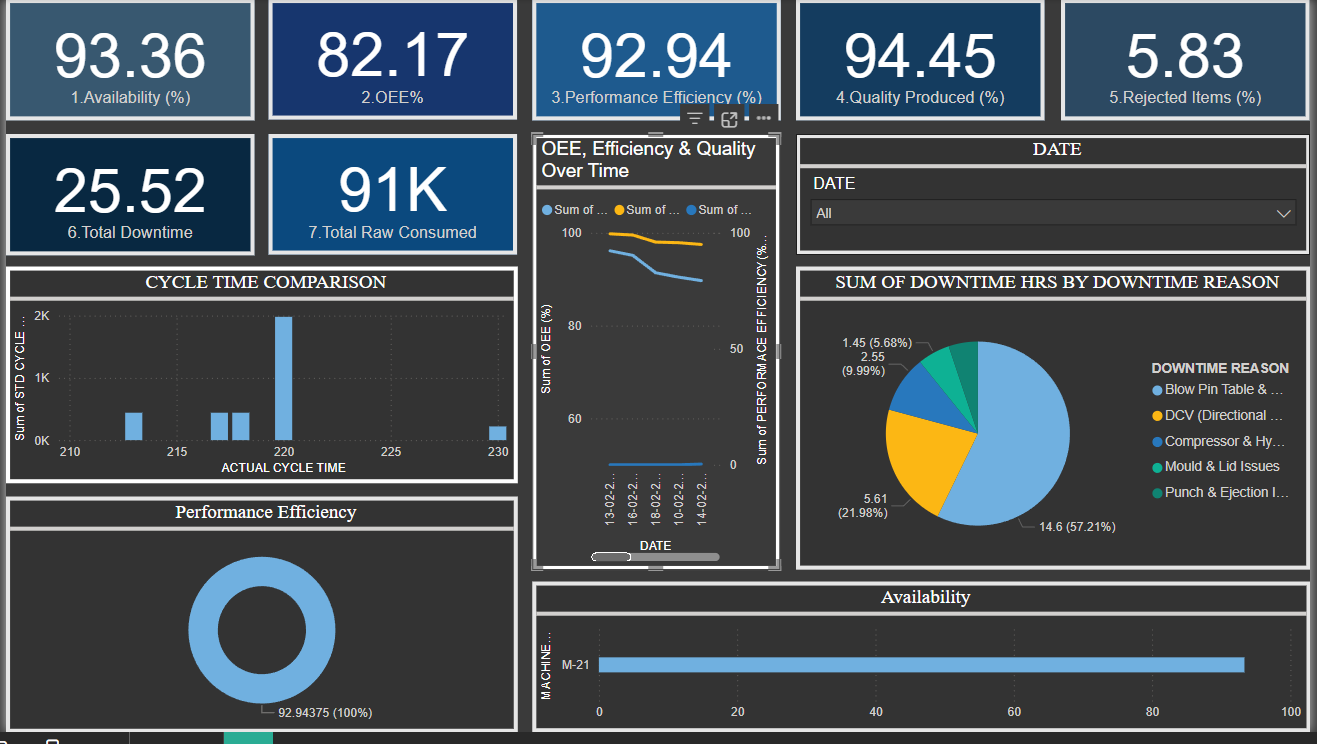 93.36
1.Availability (%)
82.17
2.OEE%
92.94
3.Performance Efficiency (%)
94.45
4.Quality Produced (%)
5.83
5.Rejected Items (%)
25.52
6.Total Downtime
91K
7.Total Raw Consumed
OEE, Efficiency & Quality
Over Time
Sum of ... Sum of ... Sum of ...
100
80
60
100
50
0
Sum of OEE (%)
Sum of PERFORMACE EFFICIENCY (%...
13-02-2...
16-02-2...
18-02-2...
10-02-2...
14-02-2...
DATE
DATE
DATE
All
CYCLE TIME COMPARISON
Sum of STD CYCLE ...
2K
1K
0K
210 215 220 225 230
ACTUAL CYCLE TIME
SUM OF DOWNTIME HRS BY DOWNTIME REASON
1.45 (5.68%)
2.55
(9.99%)
5.61
(21.98%)
14.6 (57.21%)
DOWNTIME REASON
Blow Pin Table & ...
DCV (Directional ...
Compressor & Hy...
Mould & Lid Issues
Punch & Ejection I...
Performance Efficiency
92.94375 (100%)
Availability
MACHINE...
M-21
0 20 40 60 80 100